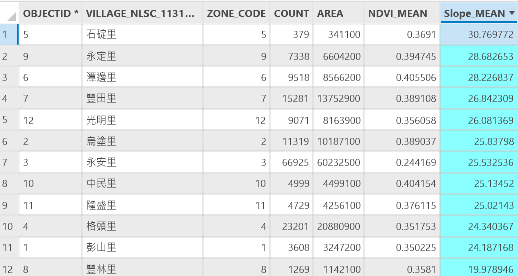 OBJECTID * VILLAGE_NLSC_1131... ZONE_CODE COUNT AREA NDVI_MEAN Slope_MEAN
1 5 石碇里 5 379 341100 0.3691 30.769772
2 9 永定里 9 7338 6604200 0.394745 28.682653
3 6 潭邊里 6 9518 8566200 0.405506 28.226837
4 7 豐田里 7 15281 13752900 0.389108 26.842309
5 12 光明里 12 9071 8163900 0.356058 26.081369
6 2 烏塗里 2 11319 10187100 0.389037 25.83798
7 3 永安里 3 66925 60232500 0.244169 25.532536
8 10 中民里 10 4999 4499100 0.404154 25.13452
9 11 隆盛里 11 4729 4256100 0.376115 25.02143
10 4 格頭里 4 23201 20880900 0.351753 24.340367
11 1 彭山里 1 3608 3247200 0.350225 24.187168
12 8 豐林里 8 1269 1142100 0.3581 19.978946